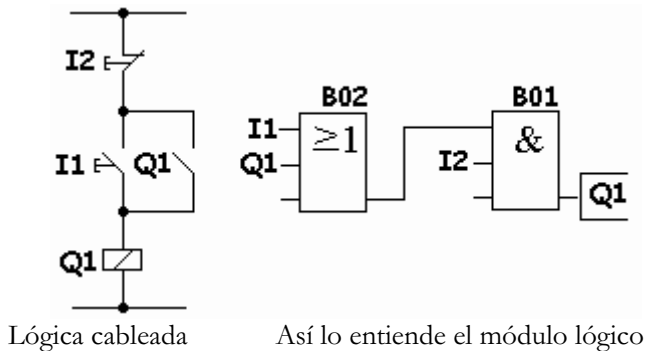 I2
B02
B01
I1
≥1
&
Q1
I2
I1
Q1
Q1
Q1
Lógica cableada
Así lo entiende el módulo lógico